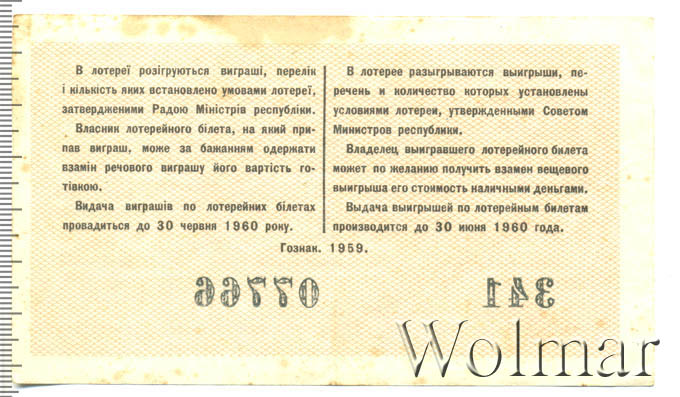 В лотереї розігруються виграші, перелік
і кількість яких встановлено умовами лотереї,
затвердженими Радою Міністрів республіки.
Власник лотерейного білета, на який при-
пав виграш, може за бажанням одержати
взамін речового виграшу його вартість го-
тівкою.
Видача виграшів по лотерейних білетах
провадиться до 30 червня 1960 року.
В лотерее разыгрываются выигрыши, пе-
речень и количество которых установлены
условиями лотереи, утвержденными Советом
Министров республики.
Владелец выигравшего лотерейного билета
может по желанию получить взамен вещевого
выигрыша его стоимость наличными деньгами.
Выдача выигрышей по лотерейным билетам
производится до 30 июня 1960 года.
Гознак. 1959.
07766
341
Wolmar